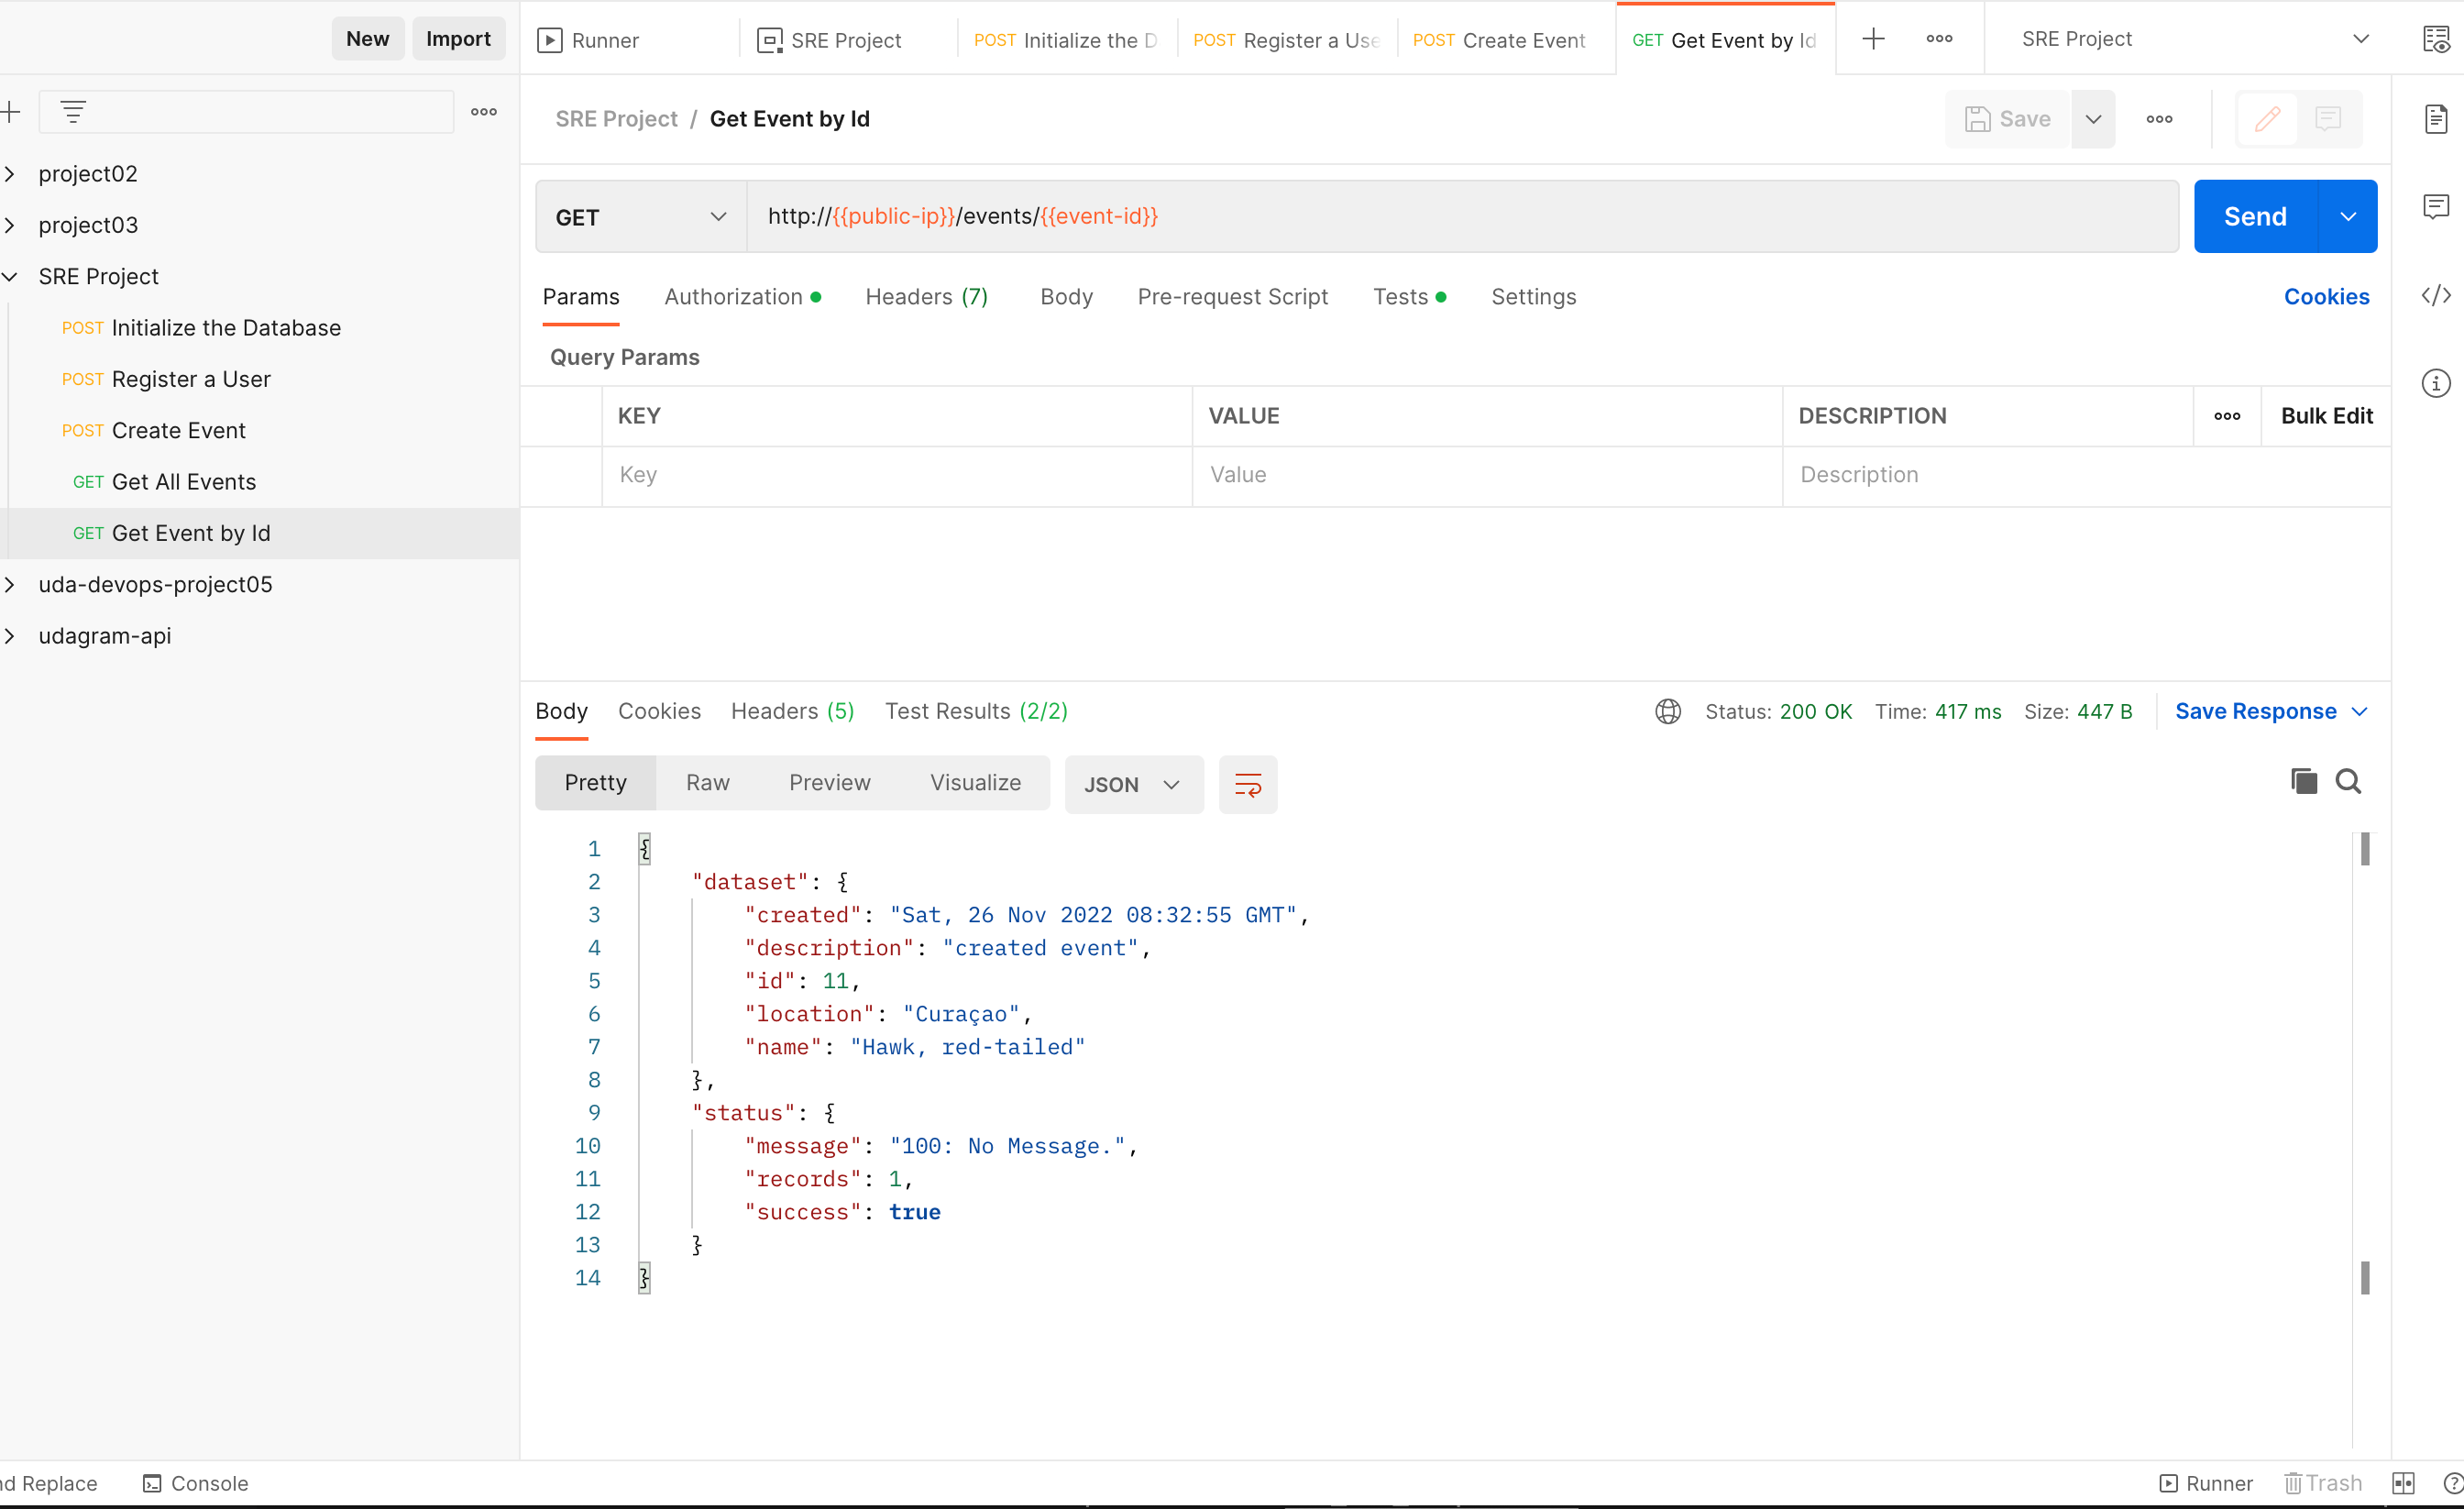 New Import
Runner SRE Project POST Initialize the D POST Register a Use POST Create Event GET Get Event by Id SRE Project
SRE Project / Get Event by Id Save
project02
project03
SRE Project
POST Initialize the Database
POST Register a User
POST Create Event
GET Get All Events
GET Get Event by Id
uda-devops-project05
udagram-api
GET http://{{public-ip}}/events/{{event-id}} Send
Params Authorization Headers (7) Body Pre-request Script Tests Settings Cookies
Query Params
KEY VALUE DESCRIPTION Bulk Edit
Key Value Description
Body Cookies Headers (5) Test Results (2/2) Status: 200 OK Time: 417 ms Size: 447 B Save Response
Pretty Raw Preview Visualize JSON
1 {
2 "dataset": {
3 "created": "Sat, 26 Nov 2022 08:32:55 GMT",
4 "description": "created event",
5 "id": 11,
6 "location": "Curaçao",
7 "name": "Hawk, red-tailed"
8 },
9 "status": {
10 "message": "100: No Message.",
11 "records": 1,
12 "success": true
13 }
14 }
nd Replace Console Runner Trash